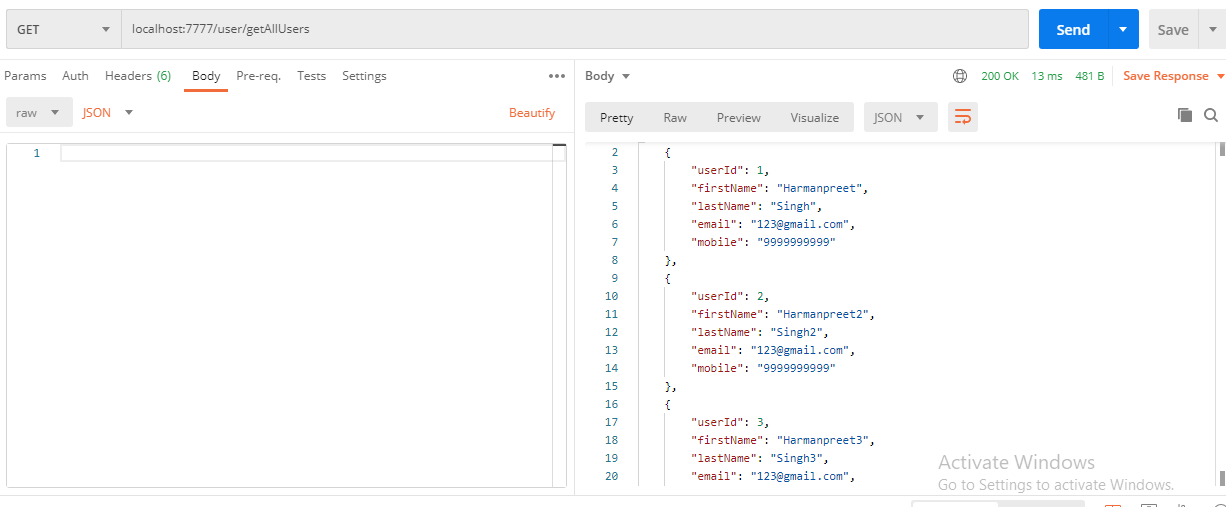 GET localhost:7777/user/getAllUsers Send Save
Params Auth Headers (6) Body Pre-req. Tests Settings
raw JSON Beautify
1
Body 200 OK 13 ms 481 B Save Response
Pretty Raw Preview Visualize JSON
2 {
3 "userId": 1,
4 "firstName": "Harmanpreet",
5 "lastName": "Singh",
6 "email": "123@gmail.com",
7 "mobile": "9999999999"
8 },
9 {
10 "userId": 2,
11 "firstName": "Harmanpreet2",
12 "lastName": "Singh2",
13 "email": "123@gmail.com",
14 "mobile": "9999999999"
15 },
16 {
17 "userId": 3,
18 "firstName": "Harmanpreet3",
19 "lastName": "Singh3",
20 "email": "123@gmail.com",
Activate Windows
Go to Settings to activate Windows.